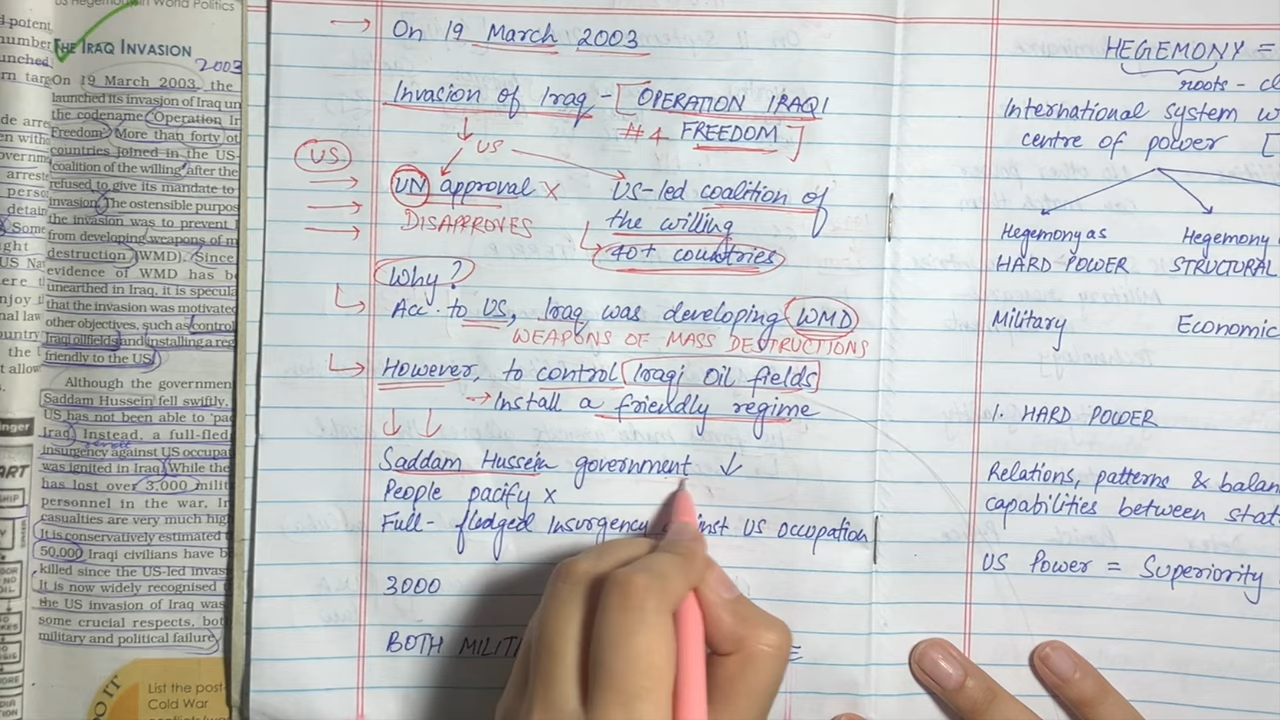 US Hegemony in World Politics
THE IRAQ INVASION
2003
On 19 March 2003, the
launched its invasion of Iraq un
the codename 'Operation Ir
Freedom'. More than forty ot
countries joined in the US-
coalition of the willing' after the
refused to give its mandate to
invasion. The ostensible purpos
the invasion was to prevent I
from developing weapons of m
destruction (WMD). Since
evidence of WMD has be
unearthed in Iraq, it is specula
that the invasion was motivated
other objectives, such as control
Iraqi oilfields and installing a reg
friendly to the US.
Although the governmen
Saddam Hussein fell swiftly,
US has not been able to 'pac
Iraq'. Instead, a full-fled
insurgency against US occupa
was ignited in Iraq. While the
has lost over 3,000 milit
personnel in the war, Ir
casualties are very much hig
It is conservatively estimated
50,000 Iraqi civilians have b
killed since the US-led invas
It is now widely recognised
the US invasion of Iraq was
some crucial respects, bot
military and political failure.
List the post
Cold War
On 19 March 2003
Invasion of Iraq - [OPERATION IRAQI
#4 FREEDOM]
US
US
UN approval x
DISAPPROVES
US-led coalition of
the willing
40+ countries
Why?
Acc. to US, Iraq was developing WMD
WEAPONS OF MASS DESTRUCTIONS
However, to control Iraqi Oil fields
→ Install a friendly regime
Saddam Hussein government ↓
People pacify x
Full-fledged Insurgency against US occupation
3000
BOTH MILIT
HEGEMONY =
roots - cl
International system w
centre of power [
Hegemony as
HARD POWER
Hegemony
STRUCTURAL
Military
Economic
1. HARD POWER
Relations, patterns & balan
capabilities between stat
US Power = Superiority